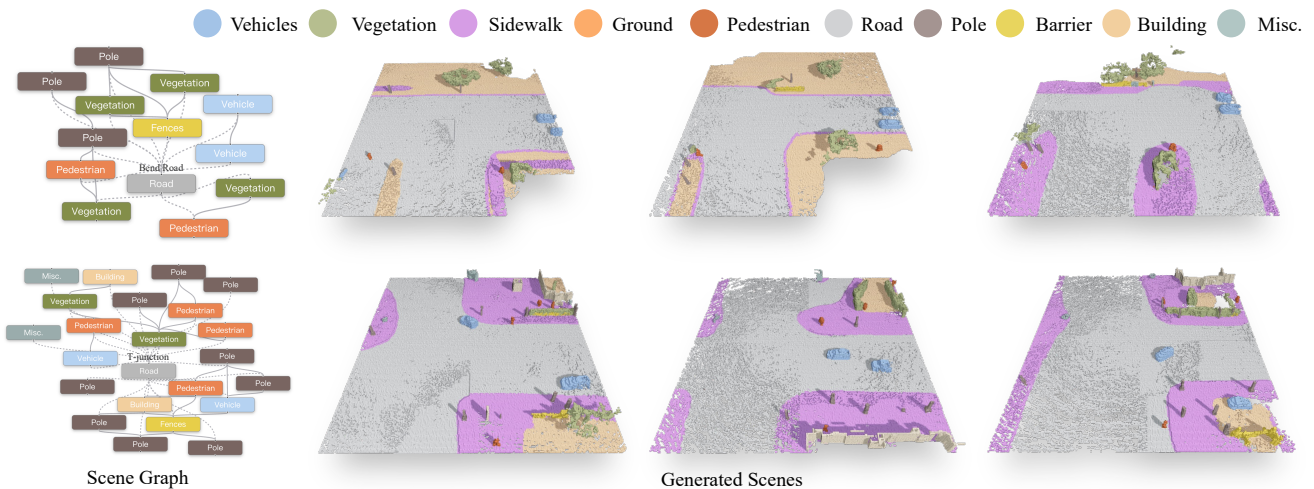 Vehicles Vegetation Sidewalk Ground Pedestrian Road Pole Barrier Building Misc.
Pole
Pole
Vegetation
Vegetation
Vehicle
Fences
Pole
Vehicle
Bend Road
Pedestrian
Road
Vegetation
Vegetation
Pedestrian
Misc.
Building
Pole
Pole
Vegetation
Pole
Pedestrian
Pedestrian
Pedestrian
Misc.
Vegetation
Vehicle
T-junction
Pole
Road
Pole
Pedestrian
Pole
Building
Vehicle
Pole
Fences
Pole
Pole
Scene Graph
Generated Scenes